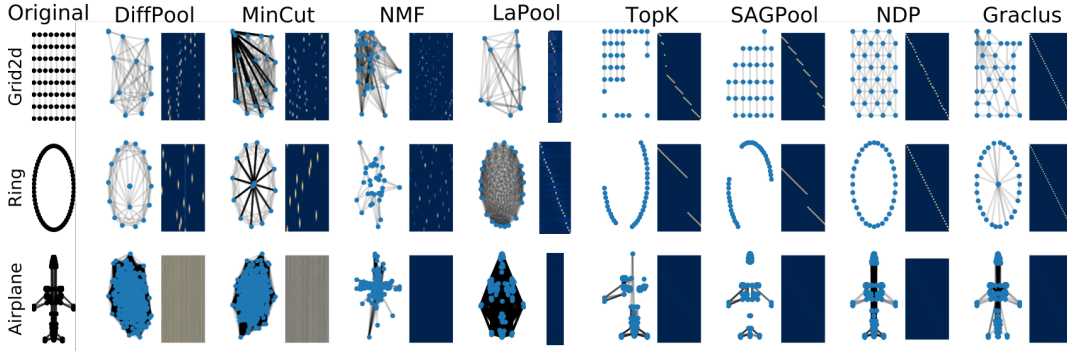 Original DiffPool MinCut NMF LaPool TopK SAGPool NDP Graclus
Grid2d
Ring
Airplane